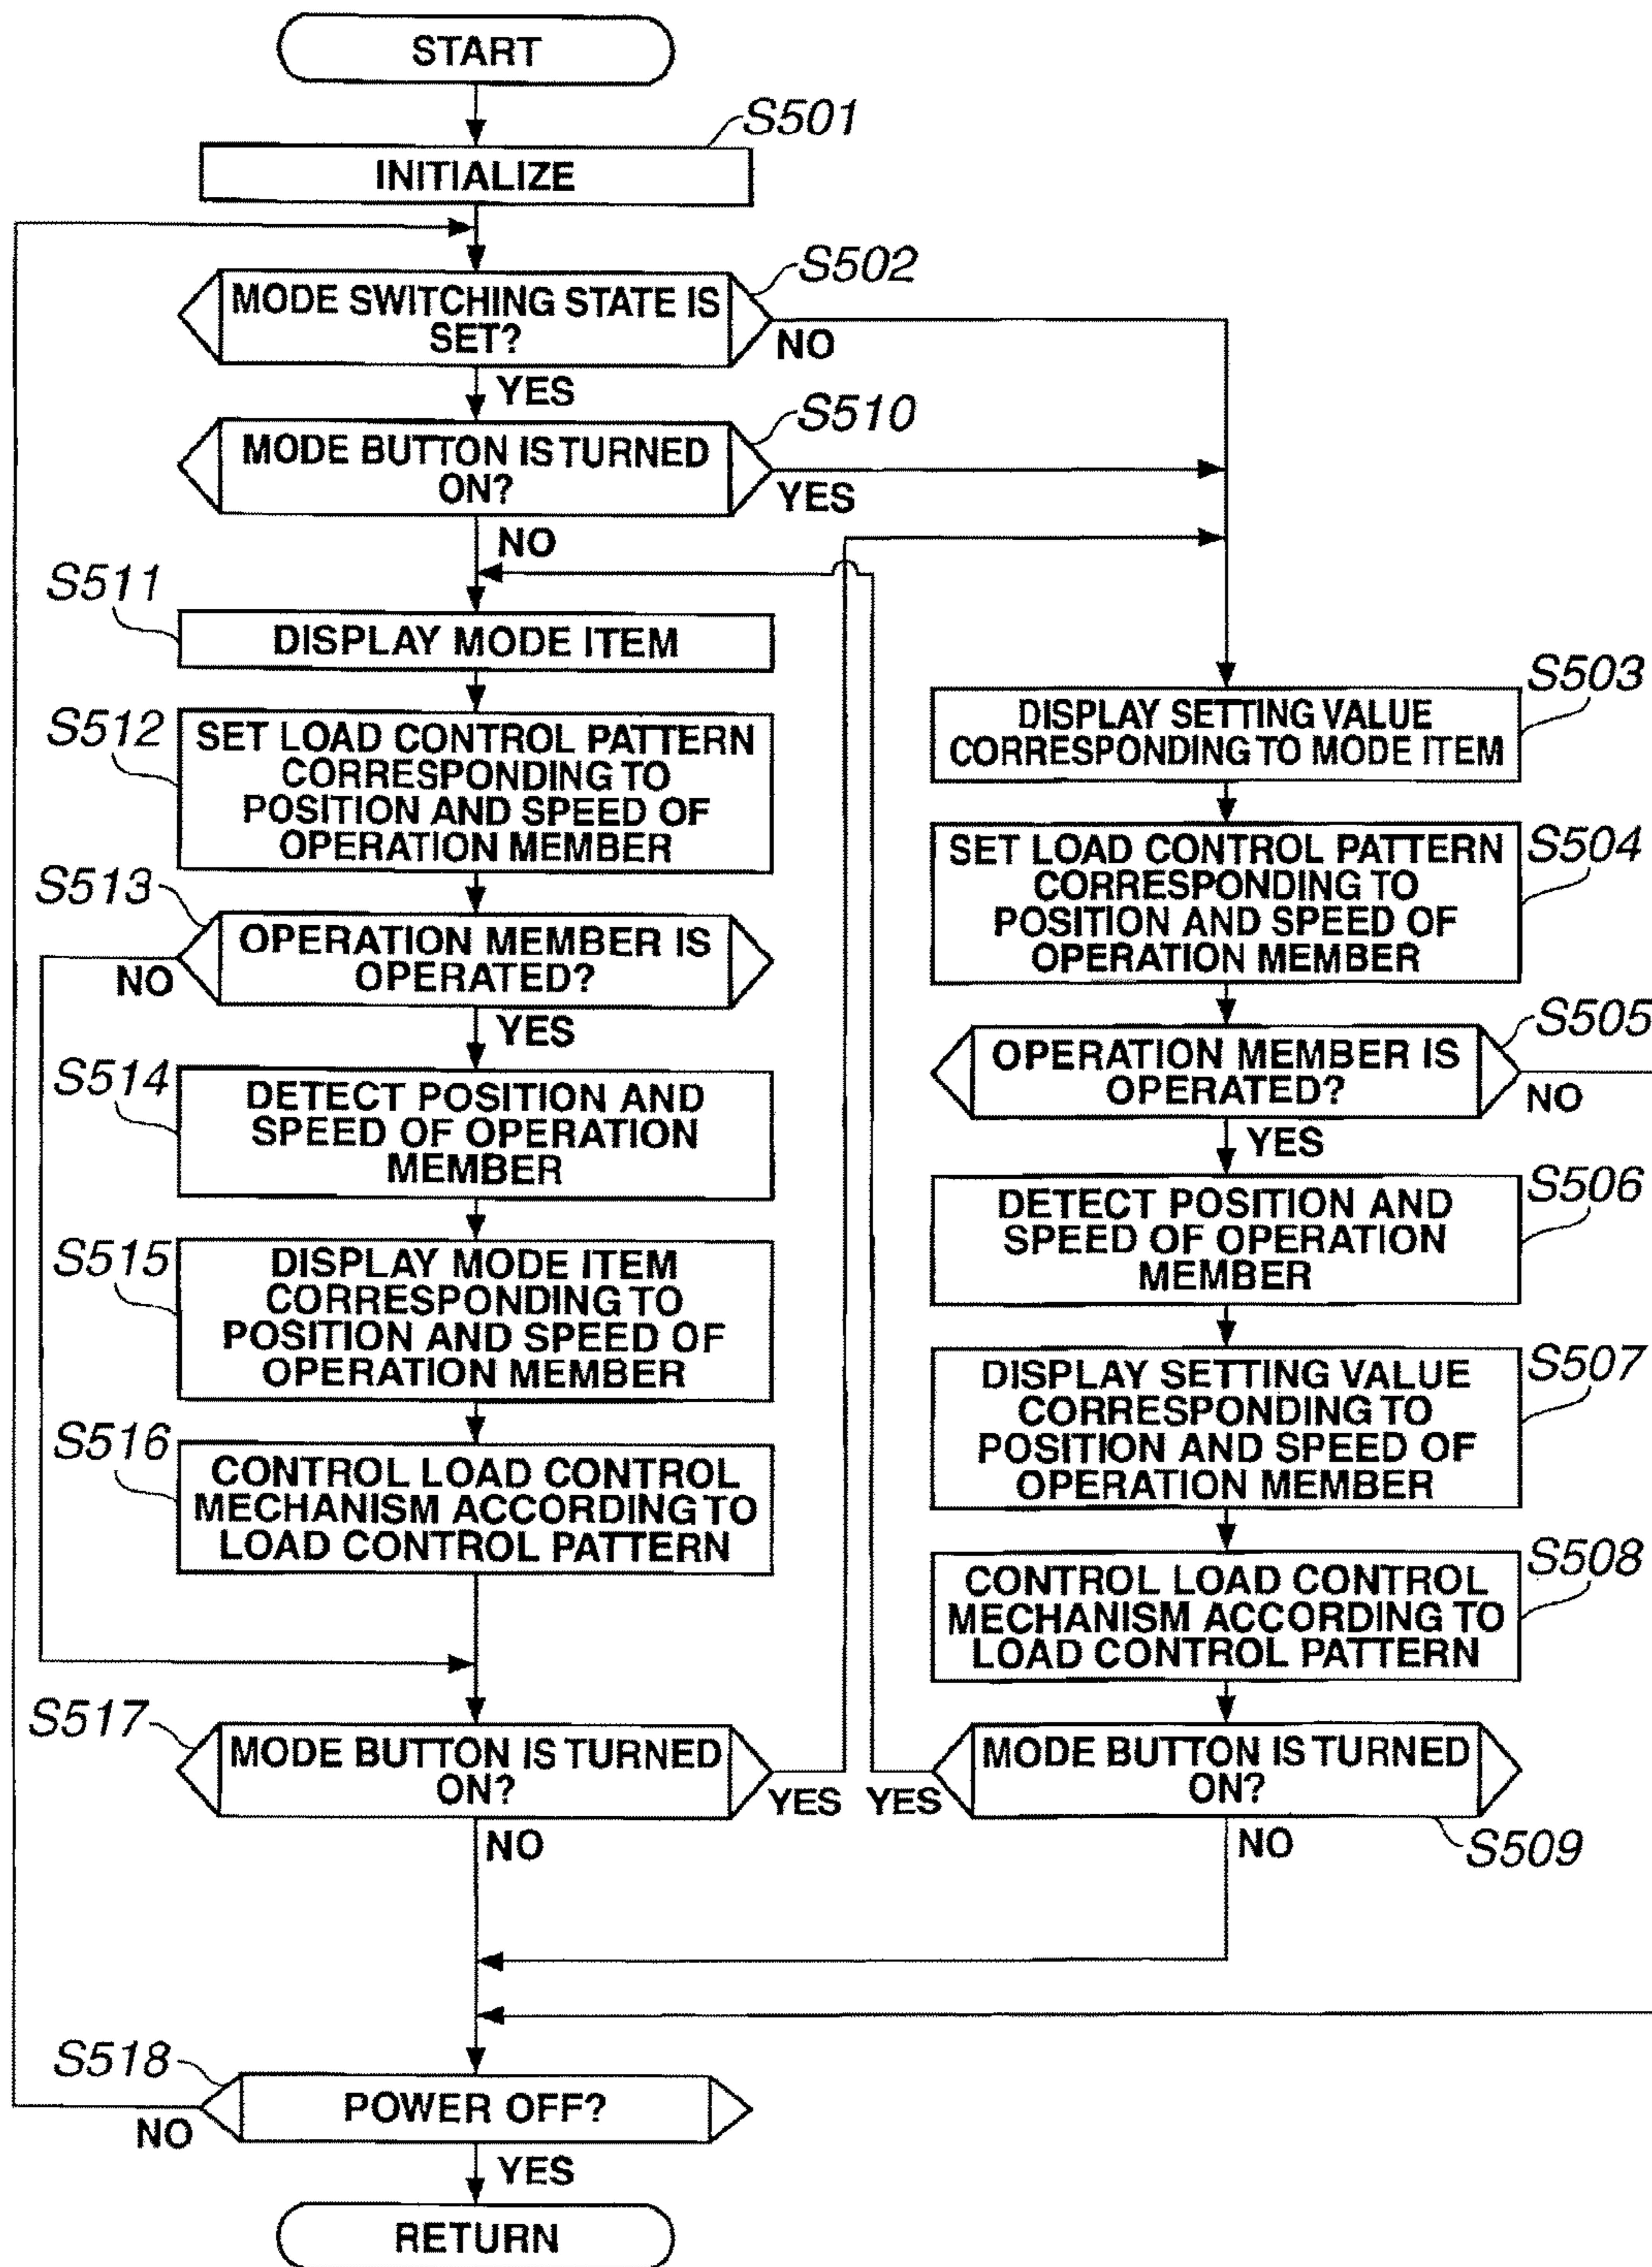 START
S501
INITIALIZE
S502
MODE SWITCHING STATE IS
SET?
NO
YES
S510
MODE BUTTON IS TURNED
ON?
YES
NO
S511
DISPLAY MODE ITEM
S512
SET LOAD CONTROL PATTERN
CORRESPONDING TO
POSITION AND SPEED OF
OPERATION MEMBER
S513
OPERATION MEMBER IS
OPERATED?
NO
YES
S514
DETECT POSITION AND
SPEED OF OPERATION
MEMBER
S515
DISPLAY MODE ITEM
CORRESPONDING TO
POSITION AND SPEED OF
OPERATION MEMBER
S516
CONTROL LOAD CONTROL
MECHANISM ACCORDING TO
LOAD CONTROL PATTERN
S517
MODE BUTTON IS TURNED
ON?
YES
NO
S503
DISPLAY SETTING VALUE
CORRESPONDING TO MODE ITEM
S504
SET LOAD CONTROL PATTERN
CORRESPONDING TO
POSITION AND SPEED OF
OPERATION MEMBER
S505
OPERATION MEMBER IS
OPERATED?
NO
YES
S506
DETECT POSITION AND
SPEED OF OPERATION
MEMBER
S507
DISPLAY SETTING VALUE
CORRESPONDING TO
POSITION AND SPEED OF
OPERATION MEMBER
S508
CONTROL LOAD CONTROL
MECHANISM ACCORDING TO
LOAD CONTROL PATTERN
MODE BUTTON IS TURNED
ON?
YES
NO
S509
S518
POWER OFF?
NO
YES
RETURN